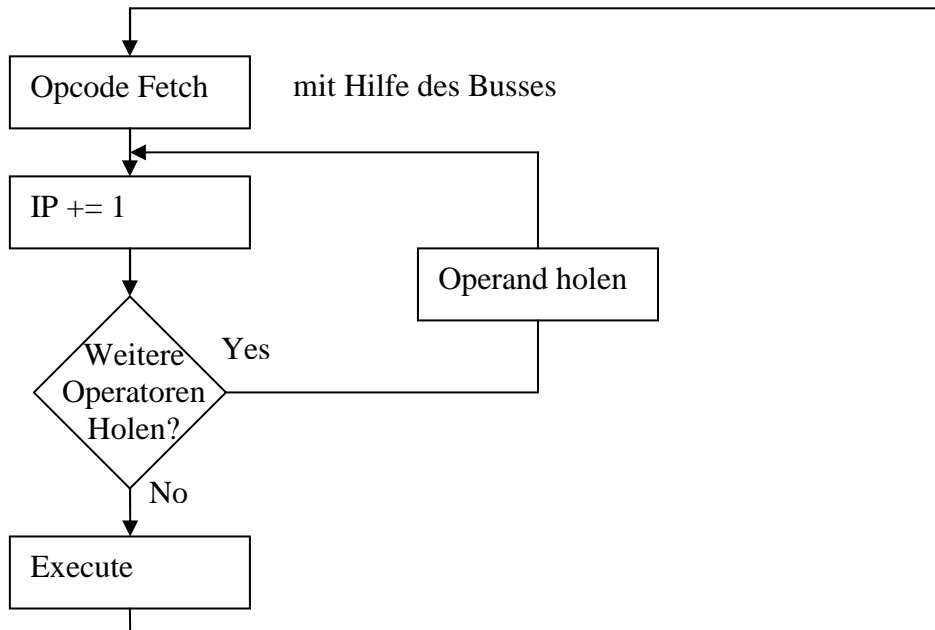 Opcode Fetch
mit Hilfe des Busses
IP += 1
Operand holen
Yes
Weitere
Operatoren
Holen?
No
Execute